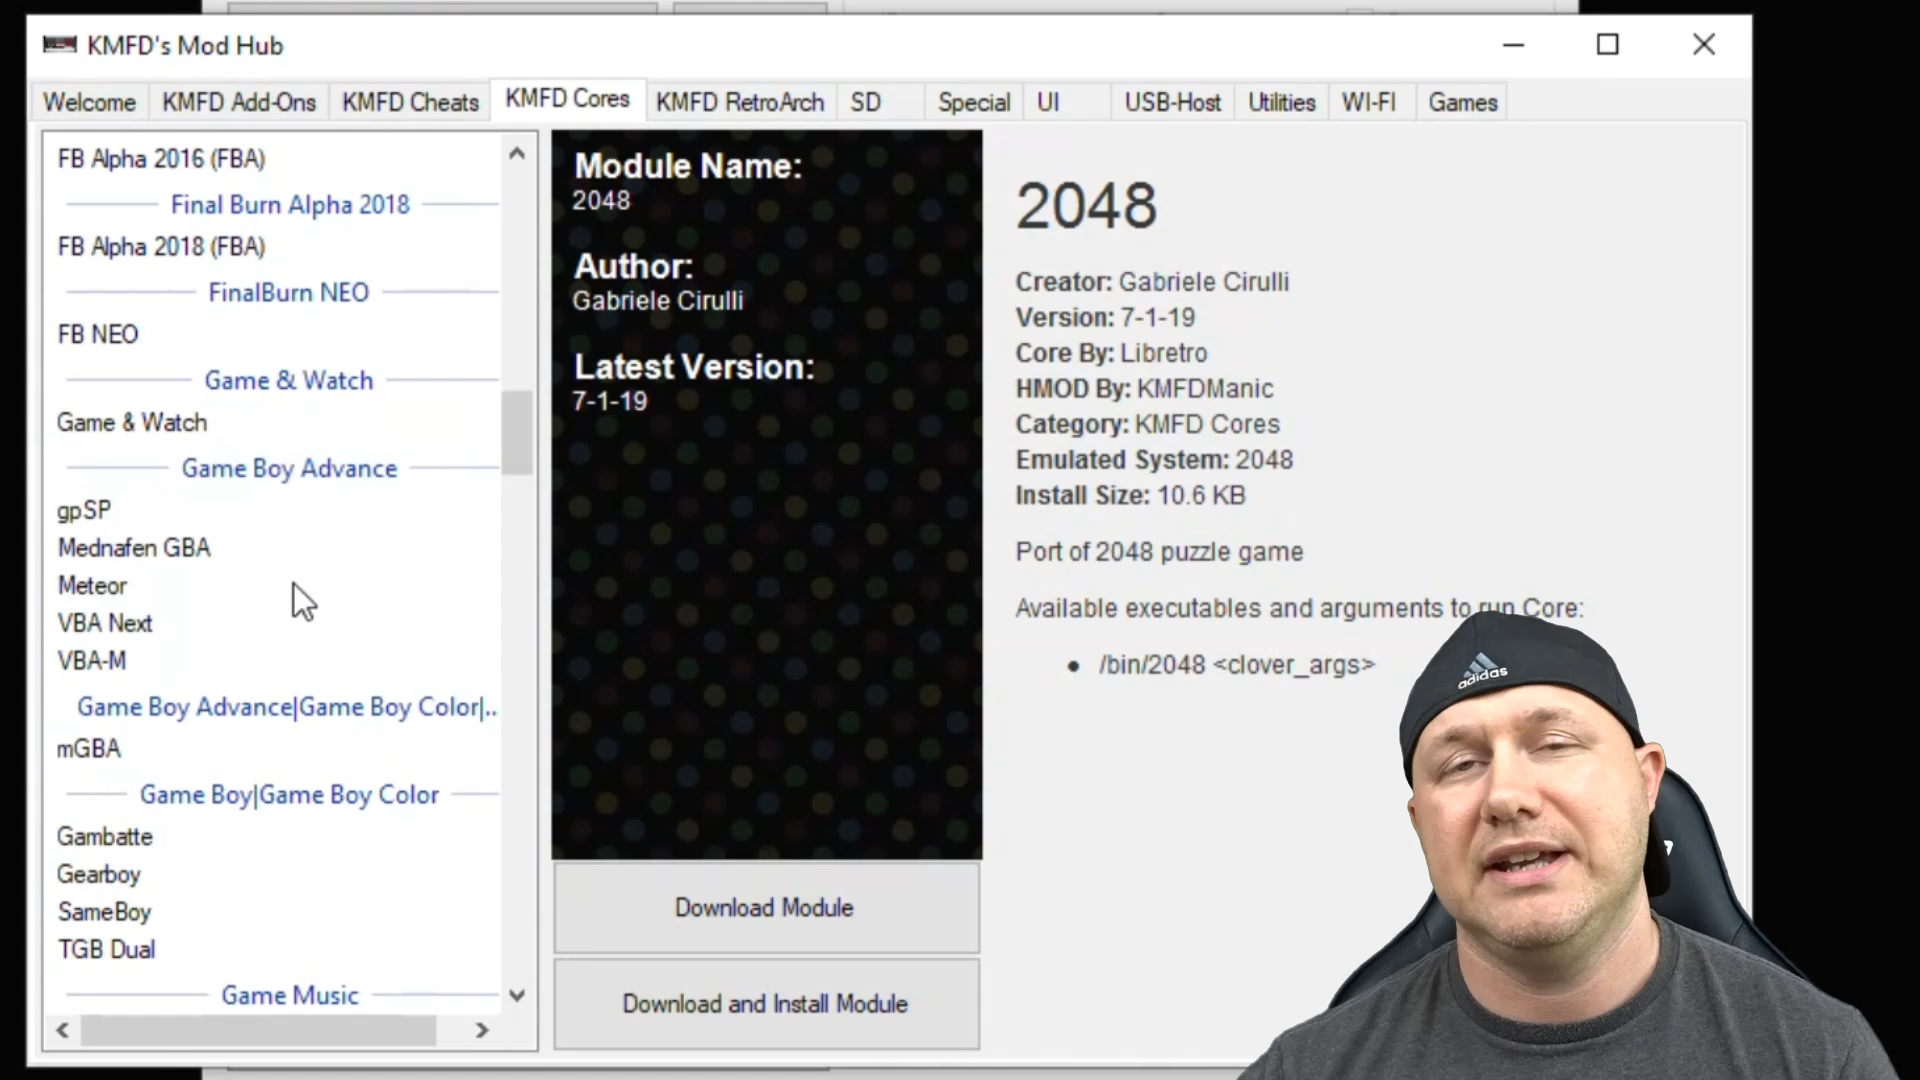 KMFD's Mod Hub
Welcome
KMFD Add-Ons
KMFD Cheats
KMFD Cores
KMFD RetroArch
SD
Special
UI
USB-Host
Utilities
WI-FI
Games
FB Alpha 2016 (FBA)
Final Burn Alpha 2018
FB Alpha 2018 (FBA)
FinalBurn NEO
FB NEO
Game & Watch
Game & Watch
Game Boy Advance
gpSP
Mednafen GBA
Meteor
VBA Next
VBA-M
Game Boy Advance|Game Boy Color|..
mGBA
Game Boy|Game Boy Color
Gambatte
Gearboy
SameBoy
TGB Dual
Game Music
Module Name:
2048
Author:
Gabriele Cirulli
Latest Version:
7-1-19
Download Module
Download and Install Module
2048
Creator: Gabriele Cirulli
Version: 7-1-19
Core By: Libretro
HMOD By: KMFDManic
Category: KMFD Cores
Emulated System: 2048
Install Size: 10.6 KB
Port of 2048 puzzle game
Available executables and arguments to run Core:
• /bin/2048 <clover_args>
adidas